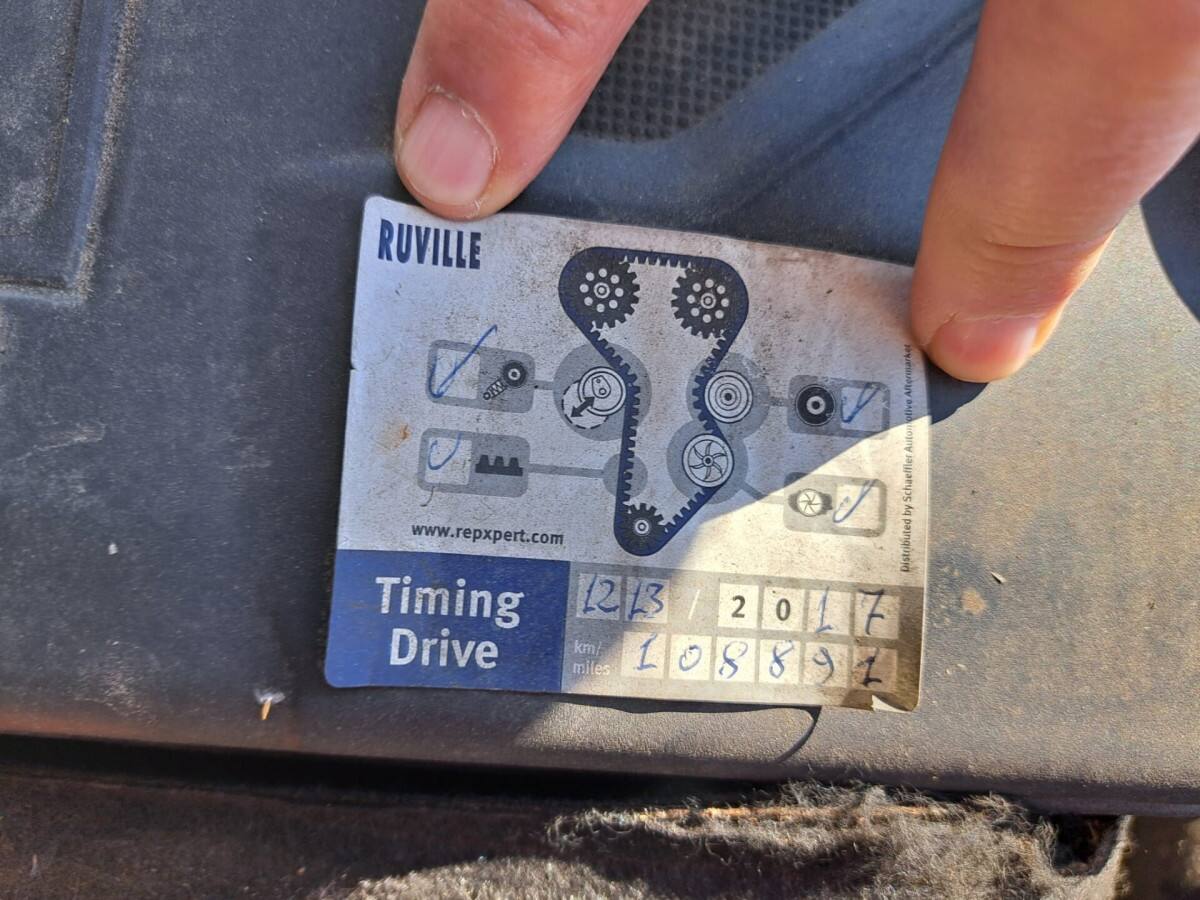 RUVILLE
www.repxpert.com
Distributed by Schaeffler Automotive Aftermarket
Timing
Drive
12 13 / 2017
km/
miles
108891